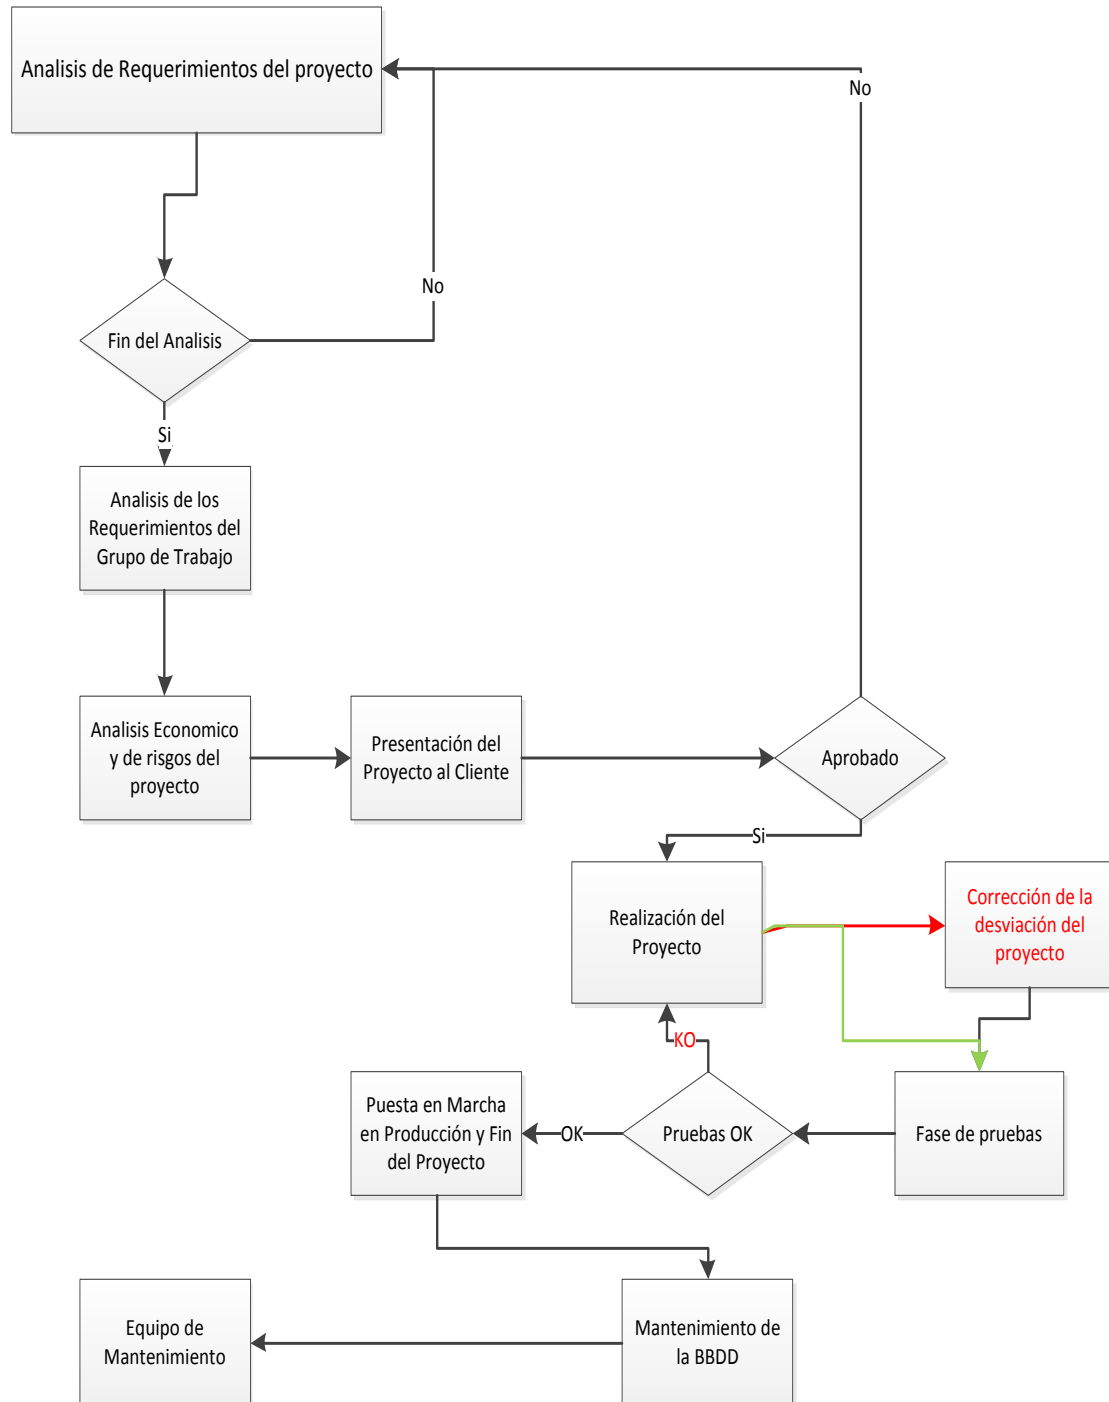 Analisis de Requerimientos del proyecto
No
No
Fin del Analisis
Si
Analisis de los
Requerimientos del
Grupo de Trabajo
Analisis Economico
y de risgos del
proyecto
Presentación del
Proyecto al Cliente
Aprobado
Si
Realización del
Proyecto
Corrección de la
desviación del
proyecto
KO
Puesta en Marcha
en Producción y Fin
del Proyecto
OK
Pruebas OK
Fase de pruebas
Equipo de
Mantenimiento
Mantenimiento de
la BBDD